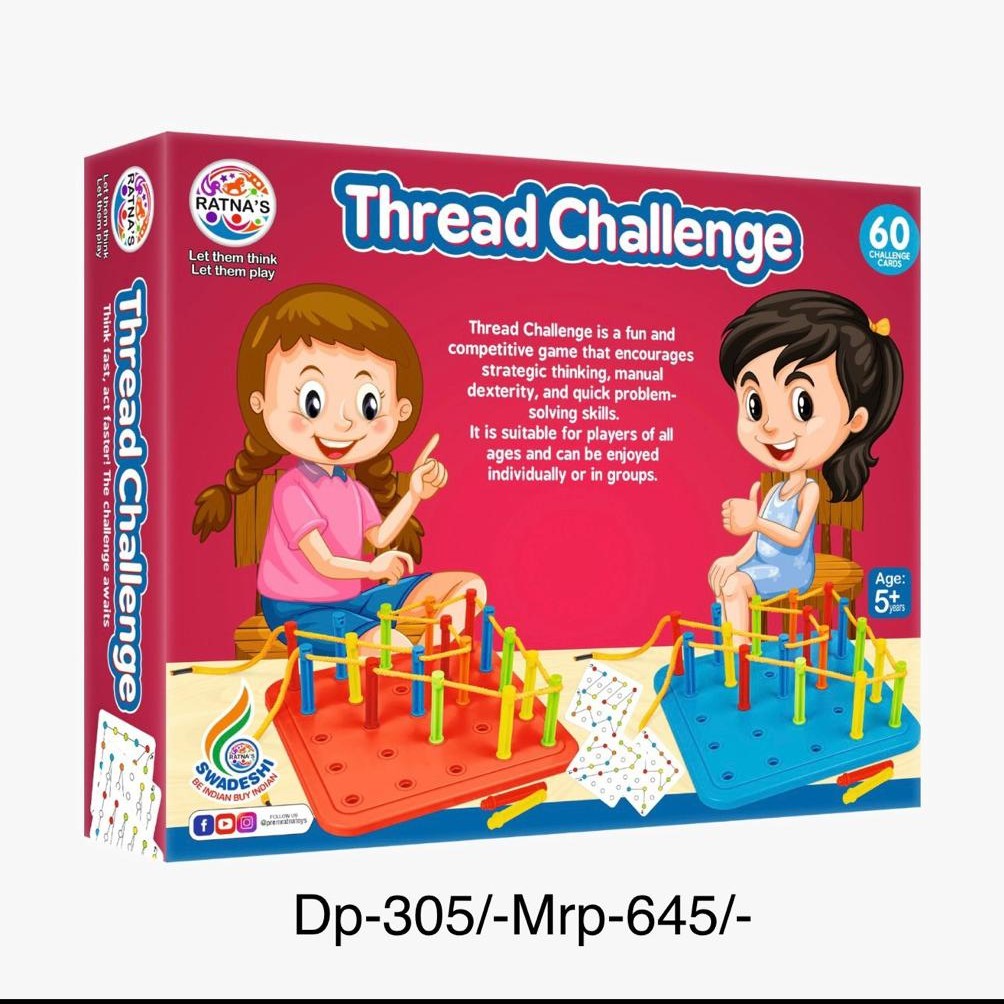 Let them think
Let them play
RATNA'S
Thread Challenge
Think fast, act faster! The challenge awaits
RATNA'S
Let them think
Let them play
Thread Challenge
60
CHALLENGE
CARDS
Thread Challenge is a fun and
competitive game that encourages
strategic thinking, manual
dexterity, and quick problem-
solving skills.
It is suitable for players of all
ages and can be enjoyed
individually or in groups.
Age:
5+
years
RATNA'S
SWADESHI
BE INDIAN BUY INDIAN
FOLLOW US
@premratnatoys
Dp-305/-Mrp-645/-